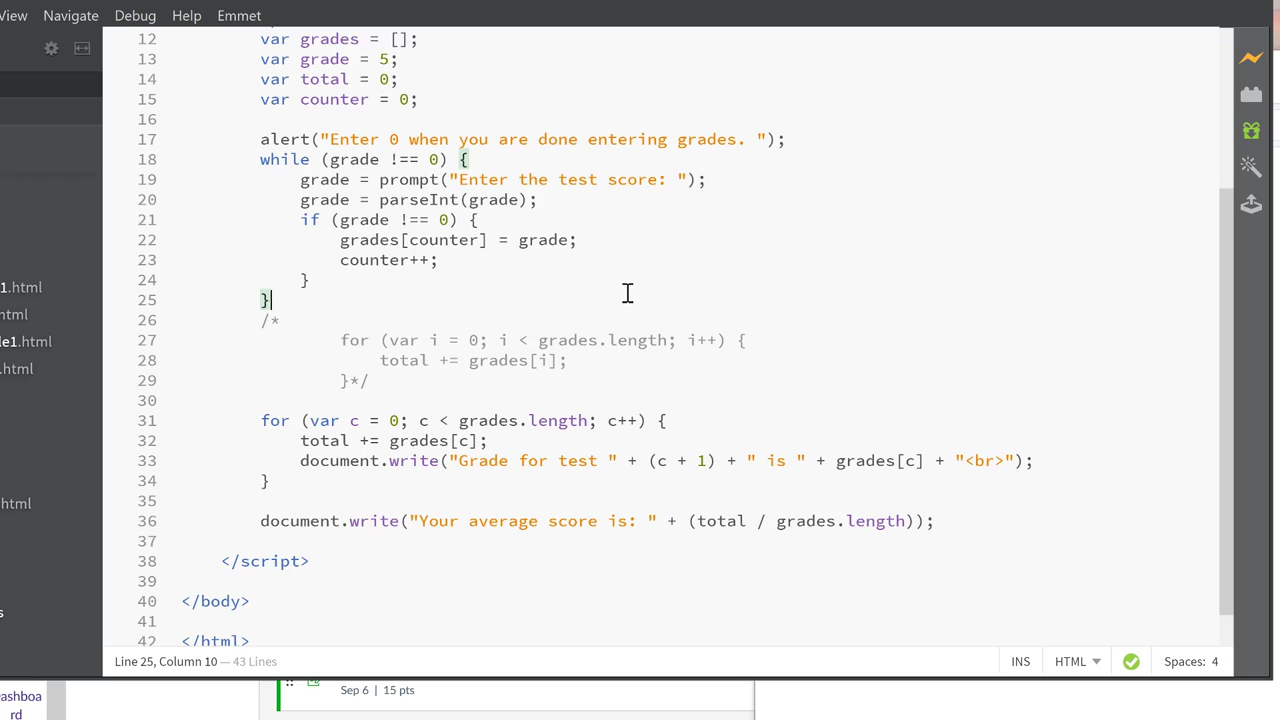 View Navigate Debug Help Emmet
12 var grades = [];
13 var grade = 5;
14 var total = 0;
15 var counter = 0;
16
17 alert("Enter 0 when you are done entering grades. ");
18 while (grade !== 0) {
19 grade = prompt("Enter the test score: ");
20 grade = parseInt(grade);
21 if (grade !== 0) {
22 grades[counter] = grade;
23 counter++;
24 }
25 }
26 /*
27 for (var i = 0; i < grades.length; i++) {
28 total += grades[i];
29 }*/
30
31 for (var c = 0; c < grades.length; c++) {
32 total += grades[c];
33 document.write("Grade for test " + (c + 1) + " is " + grades[c] + "<br>");
34 }
35
36 document.write("Your average score is: " + (total / grades.length));
37
38 </script>
39
40 </body>
41
42 </html>
1.html
html
le1.html
.html
html
s
Line 25, Column 10 — 43 Lines
INS HTML Spaces: 4
Dashboa
rd
Sep 6 | 15 pts